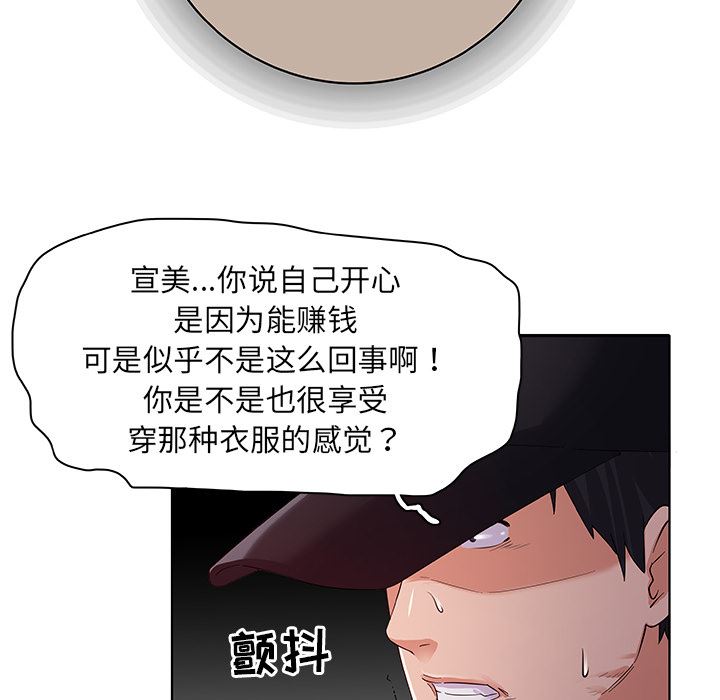 宣美...你说自己开心
是因为能赚钱
可是似乎不是这么回事啊！
你是不是也很享受
穿那种衣服的感觉？
颤抖